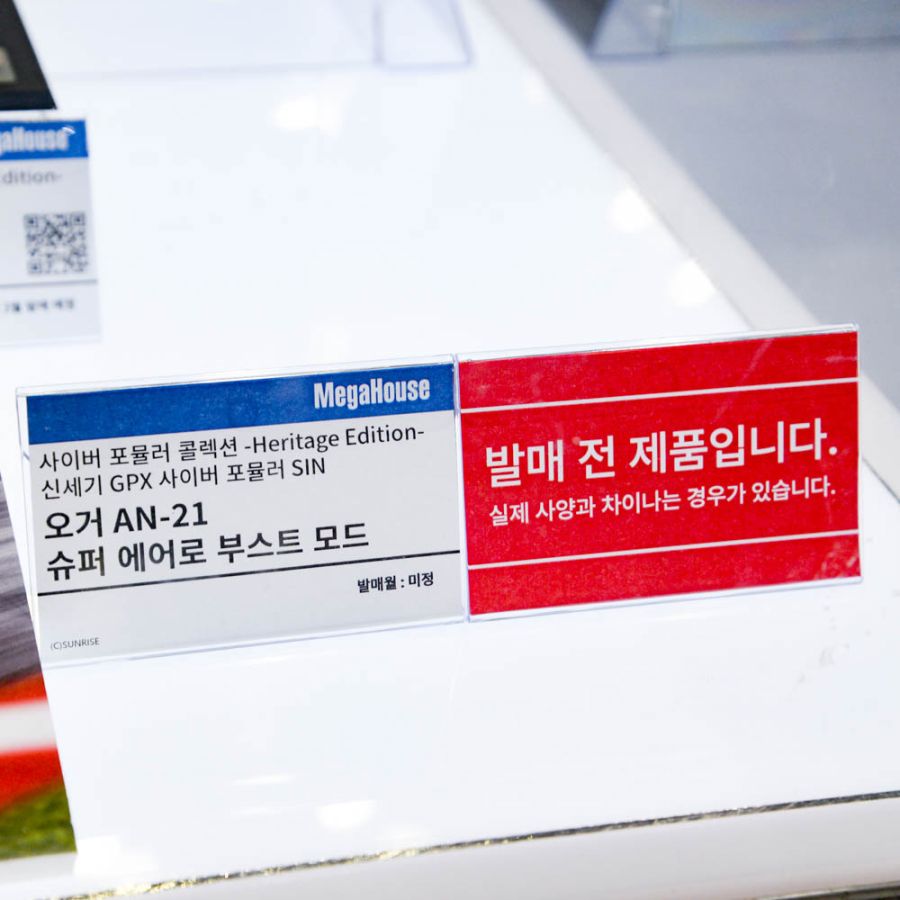 MegaHouse
dition-
MegaHouse
사이버 포뮬러 콜렉션 -Heritage Edition-
신세기 GPX 사이버 포뮬러 SIN
오거 AN-21
슈퍼 에어로 부스트 모드
발매월 : 미정
(C)SUNRISE
발매 전 제품입니다.
실제 사양과 차이나는 경우가 있습니다.